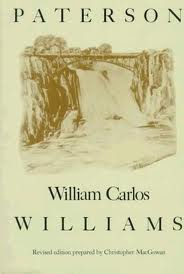 PATERSON
William Carlos
WILLIAMS
Revised edition prepared by Christopher MacGowan